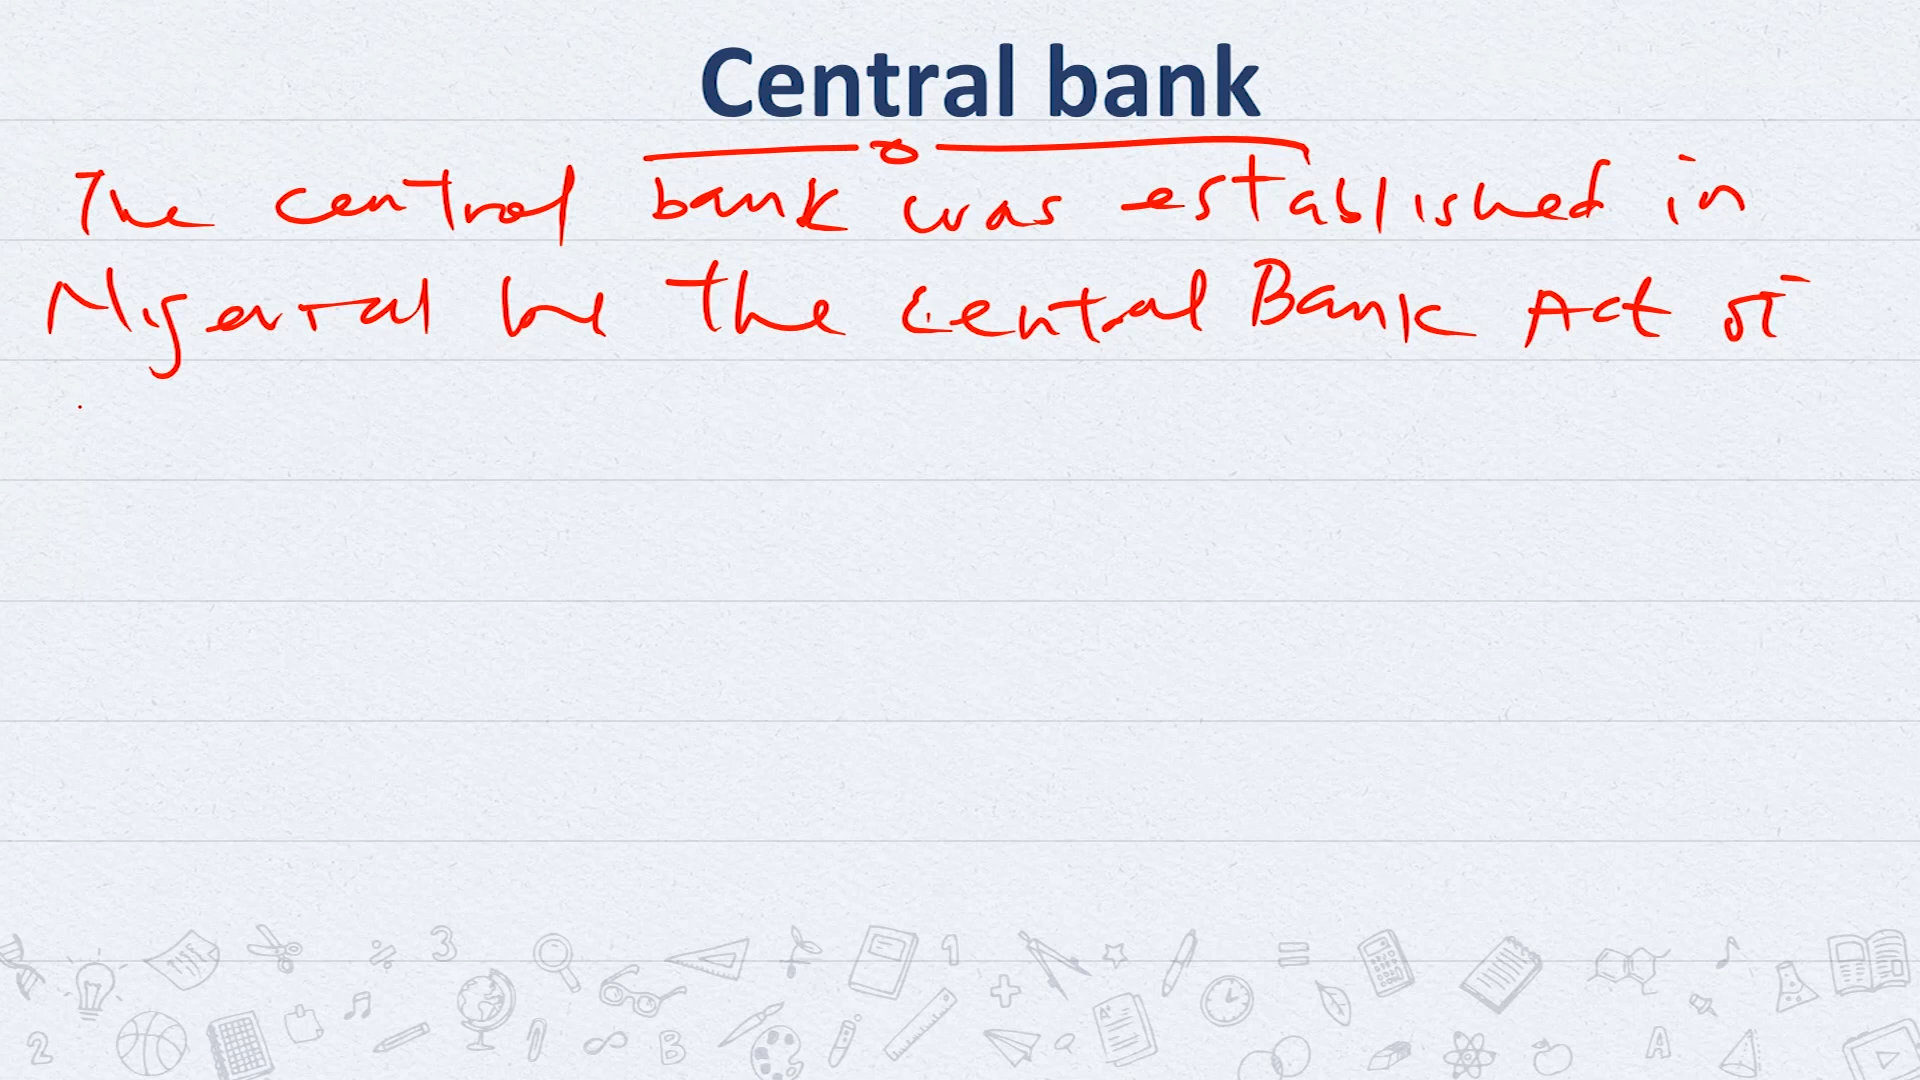 Central bank
The central bank was established in
Nigeria by the Central Bank Act of